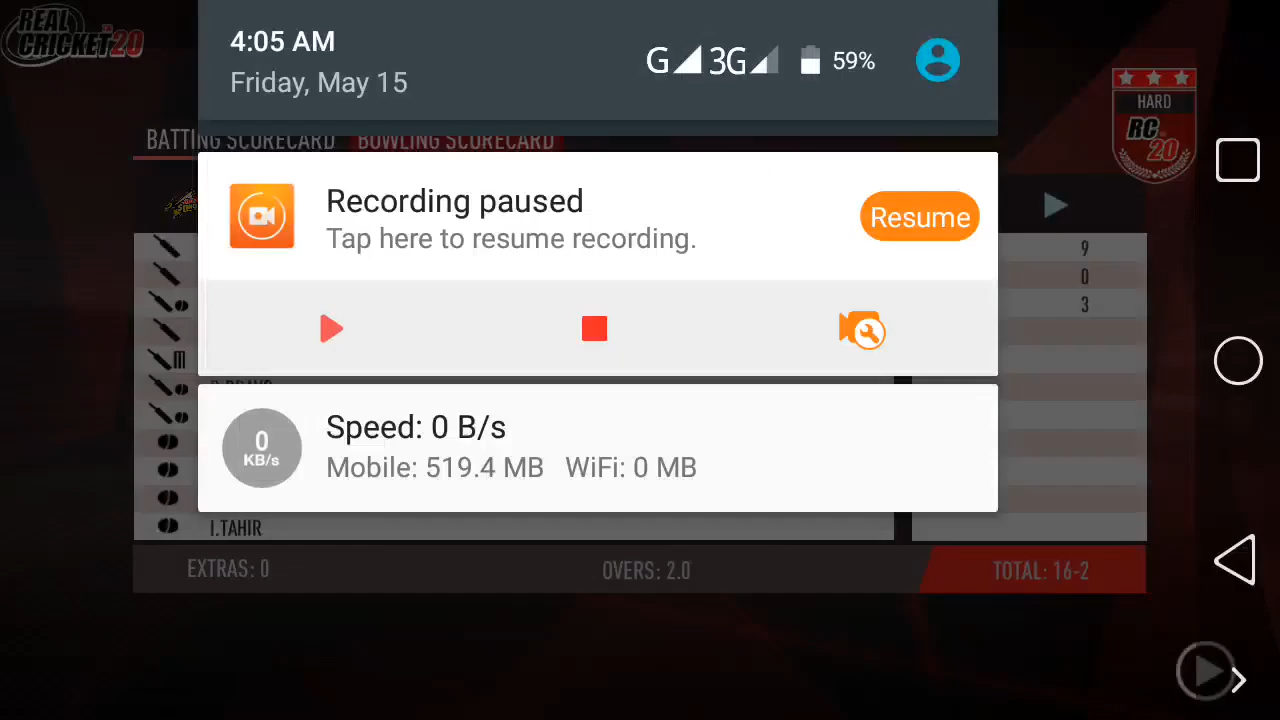 REAL
CRICKET 20
4:05 AM
Friday, May 15
G 3G 59%
HARD
RC
20
BATTING SCORECARD BOWLING SCORECARD
Recording paused
Tap here to resume recording.
Resume
9
0
3
M
0
KB/s
Speed: 0 B/s
Mobile: 519.4 MB WiFi: 0 MB
I.TAHIR
EXTRAS: 0 OVERS: 2.0 TOTAL: 16-2